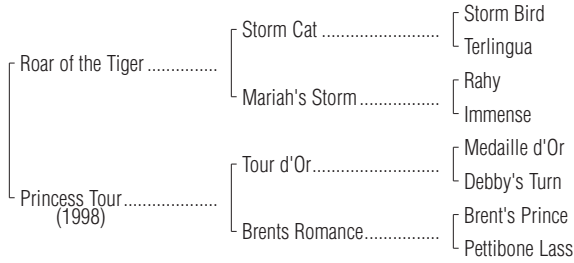 Storm Bird
Storm Cat ........................
Terlingua
Roar of the Tiger ...............
Rahy
Mariah's Storm ................
Immense
Medaille d'Or
Tour d'Or.........................
Debby's Turn
Princess Tour....................
(1998)
Brent's Prince
Brents Romance...............
Pettibone Lass